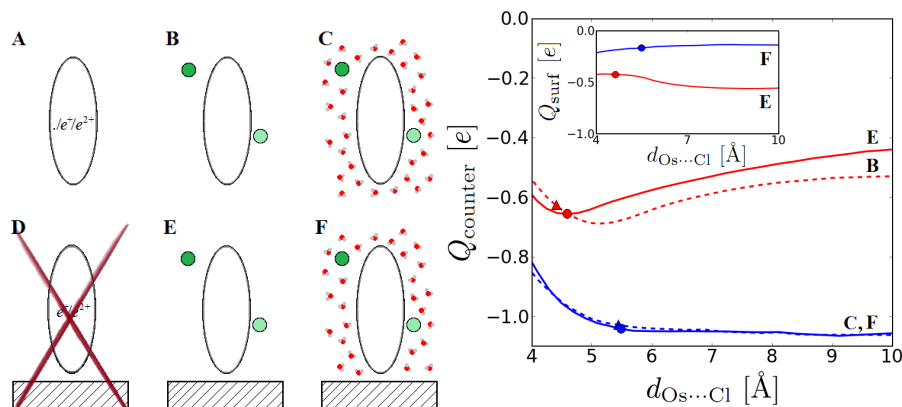 A
B
C
./e⁺/e²⁺
D
E
F
e⁺/e²⁺
0.0
−0.2
−0.4
−0.6
−0.8
−1.0
Q_counter [e]
4
5
6
7
8
9
10
d_Os···Cl [Å]
E
B
C, F
0.0
−0.5
−1.0
Q_surf [e]
F
E
4
7
10
d_Os···Cl [Å]